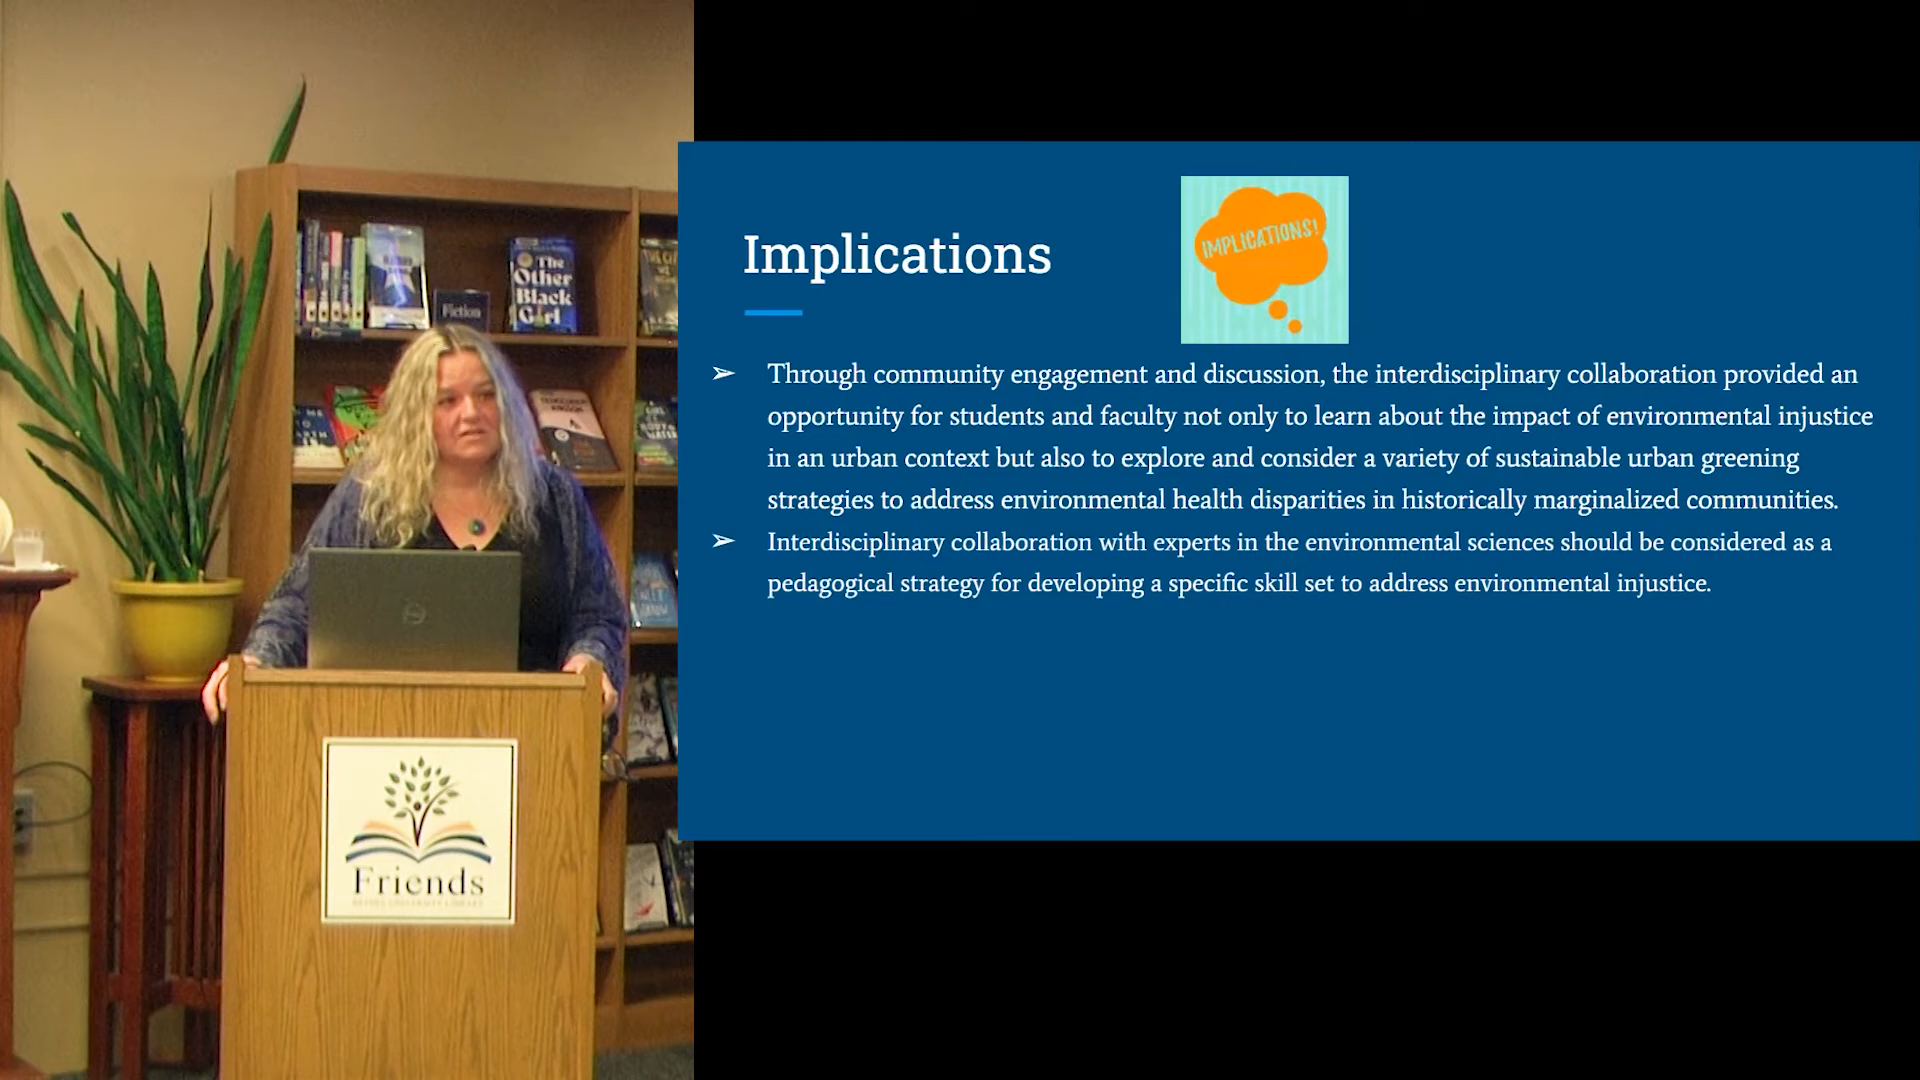 The
Other
Black
Girl
Fiction
Friends
BETHEL UNIVERSITY LIBRARY
Implications
IMPLICATIONS!
➢ Through community engagement and discussion, the interdisciplinary collaboration provided an
opportunity for students and faculty not only to learn about the impact of environmental injustice
in an urban context but also to explore and consider a variety of sustainable urban greening
strategies to address environmental health disparities in historically marginalized communities.
➢ Interdisciplinary collaboration with experts in the environmental sciences should be considered as a
pedagogical strategy for developing a specific skill set to address environmental injustice.